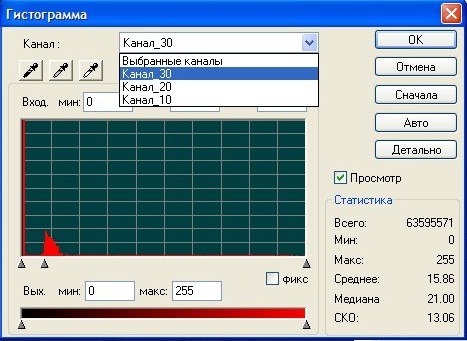 Гистограмма
Канал: Канал_30
OK
Выбранные каналы
Канал_30
Канал_20
Канал_10
Отмена
Сначала
Авто
Детально
Вход. мин: 0
Просмотр
Статистика
Всего: 63595571
Мин: 0
Макс: 255
Среднее: 15.86
Медиана 21.00
СКО: 13.06
фикс
Вых. мин: 0 макс: 255